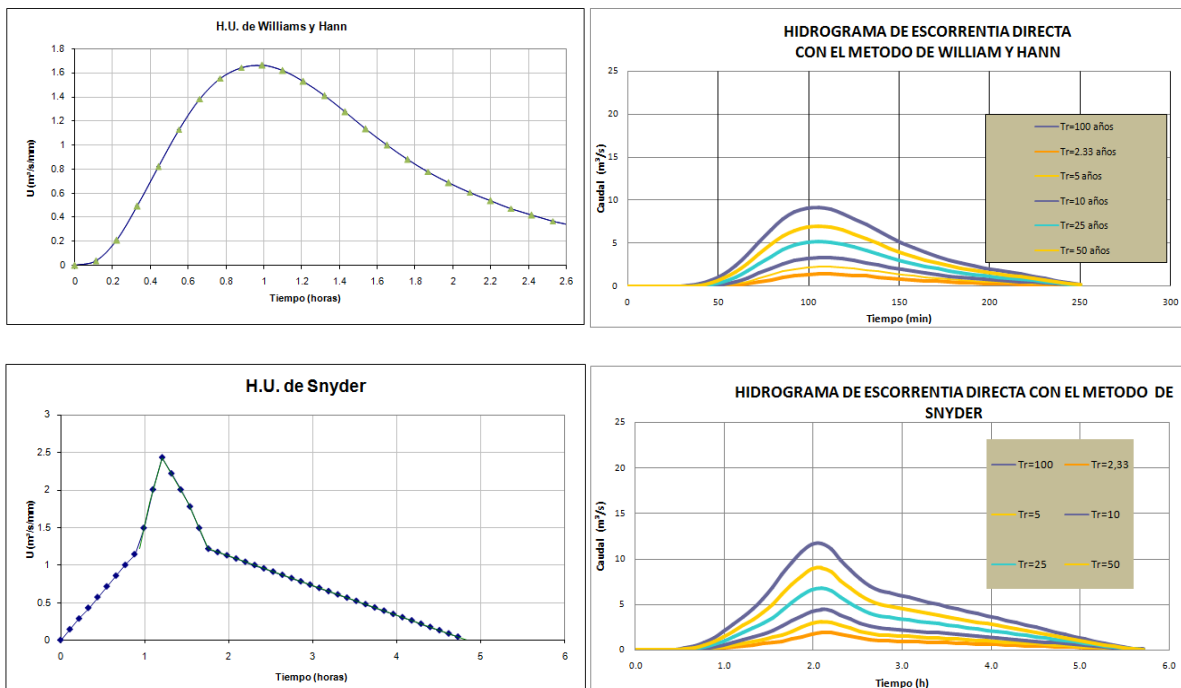 H.U. de Williams y Hann
U (m³/s/mm)
1.8
1.6
1.4
1.2
1
0.8
0.6
0.4
0.2
0
0 0.2 0.4 0.6 0.8 1 1.2 1.4 1.6 1.8 2 2.2 2.4 2.6
Tiempo (horas)
HIDROGRAMA DE ESCORRENTIA DIRECTA
CON EL METODO DE WILLIAM Y HANN
Caudal (m³/s)
25
20
15
10
5
0
0 50 100 150 200 250 300
Tiempo (min)
Tr=100 años
Tr=2.33 años
Tr=5 años
Tr=10 años
Tr=25 años
Tr= 50 años
H.U. de Snyder
U (m³/s/mm)
3
2.5
2
1.5
1
0.5
0
0 1 2 3 4 5 6
Tiempo (horas)
HIDROGRAMA DE ESCORRENTIA DIRECTA CON EL METODO DE
SNYDER
Caudal (m³/s)
25
20
15
10
5
0
0.0 1.0 2.0 3.0 4.0 5.0 6.0
Tiempo (h)
Tr=100 Tr=2,33
Tr=5 Tr=10
Tr=25 Tr=50